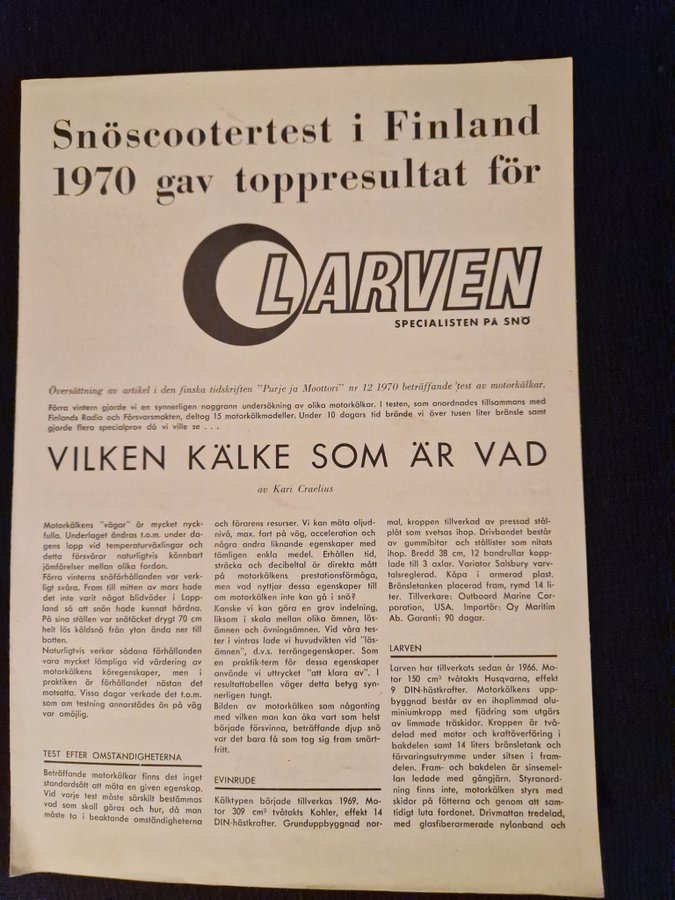 Snöscootertest i Finland
1970 gav toppresultat för
LARVEN
SPECIALISTEN PÅ SNÖ
Översättning av artikel i den finska tidskriften "Purje ja Moottori" nr 12 1970 beträffande test av motorkälkar.
Förra vintern gjorde vi en synnerligen noggrann undersökning av olika motorkälkar. I testen, som anordnades tillsammans med
Finlands Radio och Försvarsmakten, deltog 15 motorkälkmodeller. Under 10 dagars tid brände vi över tusen liter bränsle samt
gjorde flera specialprov då vi ville se . . .
VILKEN KÄLKE SOM ÄR VAD
av Kari Craelius
Motorkälkens "vägar" är mycket nyck-
fulla. Underlaget ändras t.o.m. under da-
gens lopp vid temperaturväxlingar och
detta försvårar naturligtvis kännbart
jämförelser mellan olika fordon.
Förra vinterns snöförhållanden var verk-
ligt svåra. Fram till mitten av mars hade
det inte varit något blidväder i Lapp-
land så att snön hade kunnat hårdna.
På sina ställen var snötäcket drygt 70 cm
helt lös köldsnö från ytan ända ner till
botten.
Naturligtvis verkar sådana förhållanden
vara mycket lämpliga vid värdering av
motorkälkens köregenskaper, men i
praktiken är förhållandet nästan det
motsatta. Vissa dagar verkade det t.o.m.
som om testning annorstädes än på väg
var omöjlig.
TEST EFTER OMSTÄNDIGHETERNA
Beträffande motorkälkar finns det inget
standardsätt att mäta en given egenskap.
Vid varje test måste särskilt bestämmas
vad som skall göras och hur, då man
måste ta i beaktande omständigheterna
och förarens resurser. Vi kan mäta oljud-
nivå, max. fart på väg, acceleration och
några andra liknande egenskaper med
tämligen enkla medel. Erhållen tid,
sträcka och decibeltal är direkta mått
på motorkälkens prestationsförmåga,
men vad nyttjar dessa egenskaper till
om motorkälken inte kan gå i snö?
Kanske vi kan göra en grov indelning,
liksom i skala mellan olika ämnen, läs-
ämnen och övningsämnen. Vid våra tes-
ter i vintras lade vi huvudvikten vid "läs-
ämnen", d.v.s. terrängegenskaper. Som
en praktik-term för dessa egenskaper
använde vi uttrycket "att klara av". I
resultattabellen väger detta betyg syn-
nerligen tungt.
Bilden av motorkälken som någonting
med vilken man kan åka vart som helst
började försvinna, beträffande djup snö
var det bara få som tog sig fram smärt-
fritt.
EVINRUDE
Kälktypen började tillverkas 1969. Mo-
tor 309 cm³ tvåtakts Kohler, effekt 14
DIN-hästkrafter. Grunduppbyggnad nor-
mal, kroppen tillverkad av pressad stål-
plåt som svetsas ihop. Drivbandet består
av gummibitar och stållister som nitats
ihop. Bredd 38 cm, 12 bandrullar kopp-
lade till 3 axlar. Variator Salsbury varv-
talsreglerad. Kåpa i armerad plast.
Bränsletanken placerad fram, rymd 14 li-
ter. Tillverkare: Outboard Marine Cor-
poration, USA. Importör: Oy Maritim
Ab. Garanti: 90 dagar.
LARVEN
Larven har tillverkats sedan år 1966. Mo-
tor 150 cm³ tvåtakts Husqvarna, effekt
9 DIN-hästkrafter. Motorkälkens upp-
byggnad består av en ihoplimmad alu-
miniumkropp med fjädring som utgörs
av limmade träskidor. Kroppen är två-
delad med motor och kraftöverföring i
bakdelen samt 14 liters bränsletank och
förvaringsutrymme under sitsen i fram-
delen. Fram- och bakdelen är sinsemel-
lan ledade med gångjärn. Styranord-
ning finns inte, motorkälken styrs med
skidor på fötterna och genom att sam-
tidigt luta fordonet. Drivmattan tredelad,
med glasfiberarmerade nylonband och